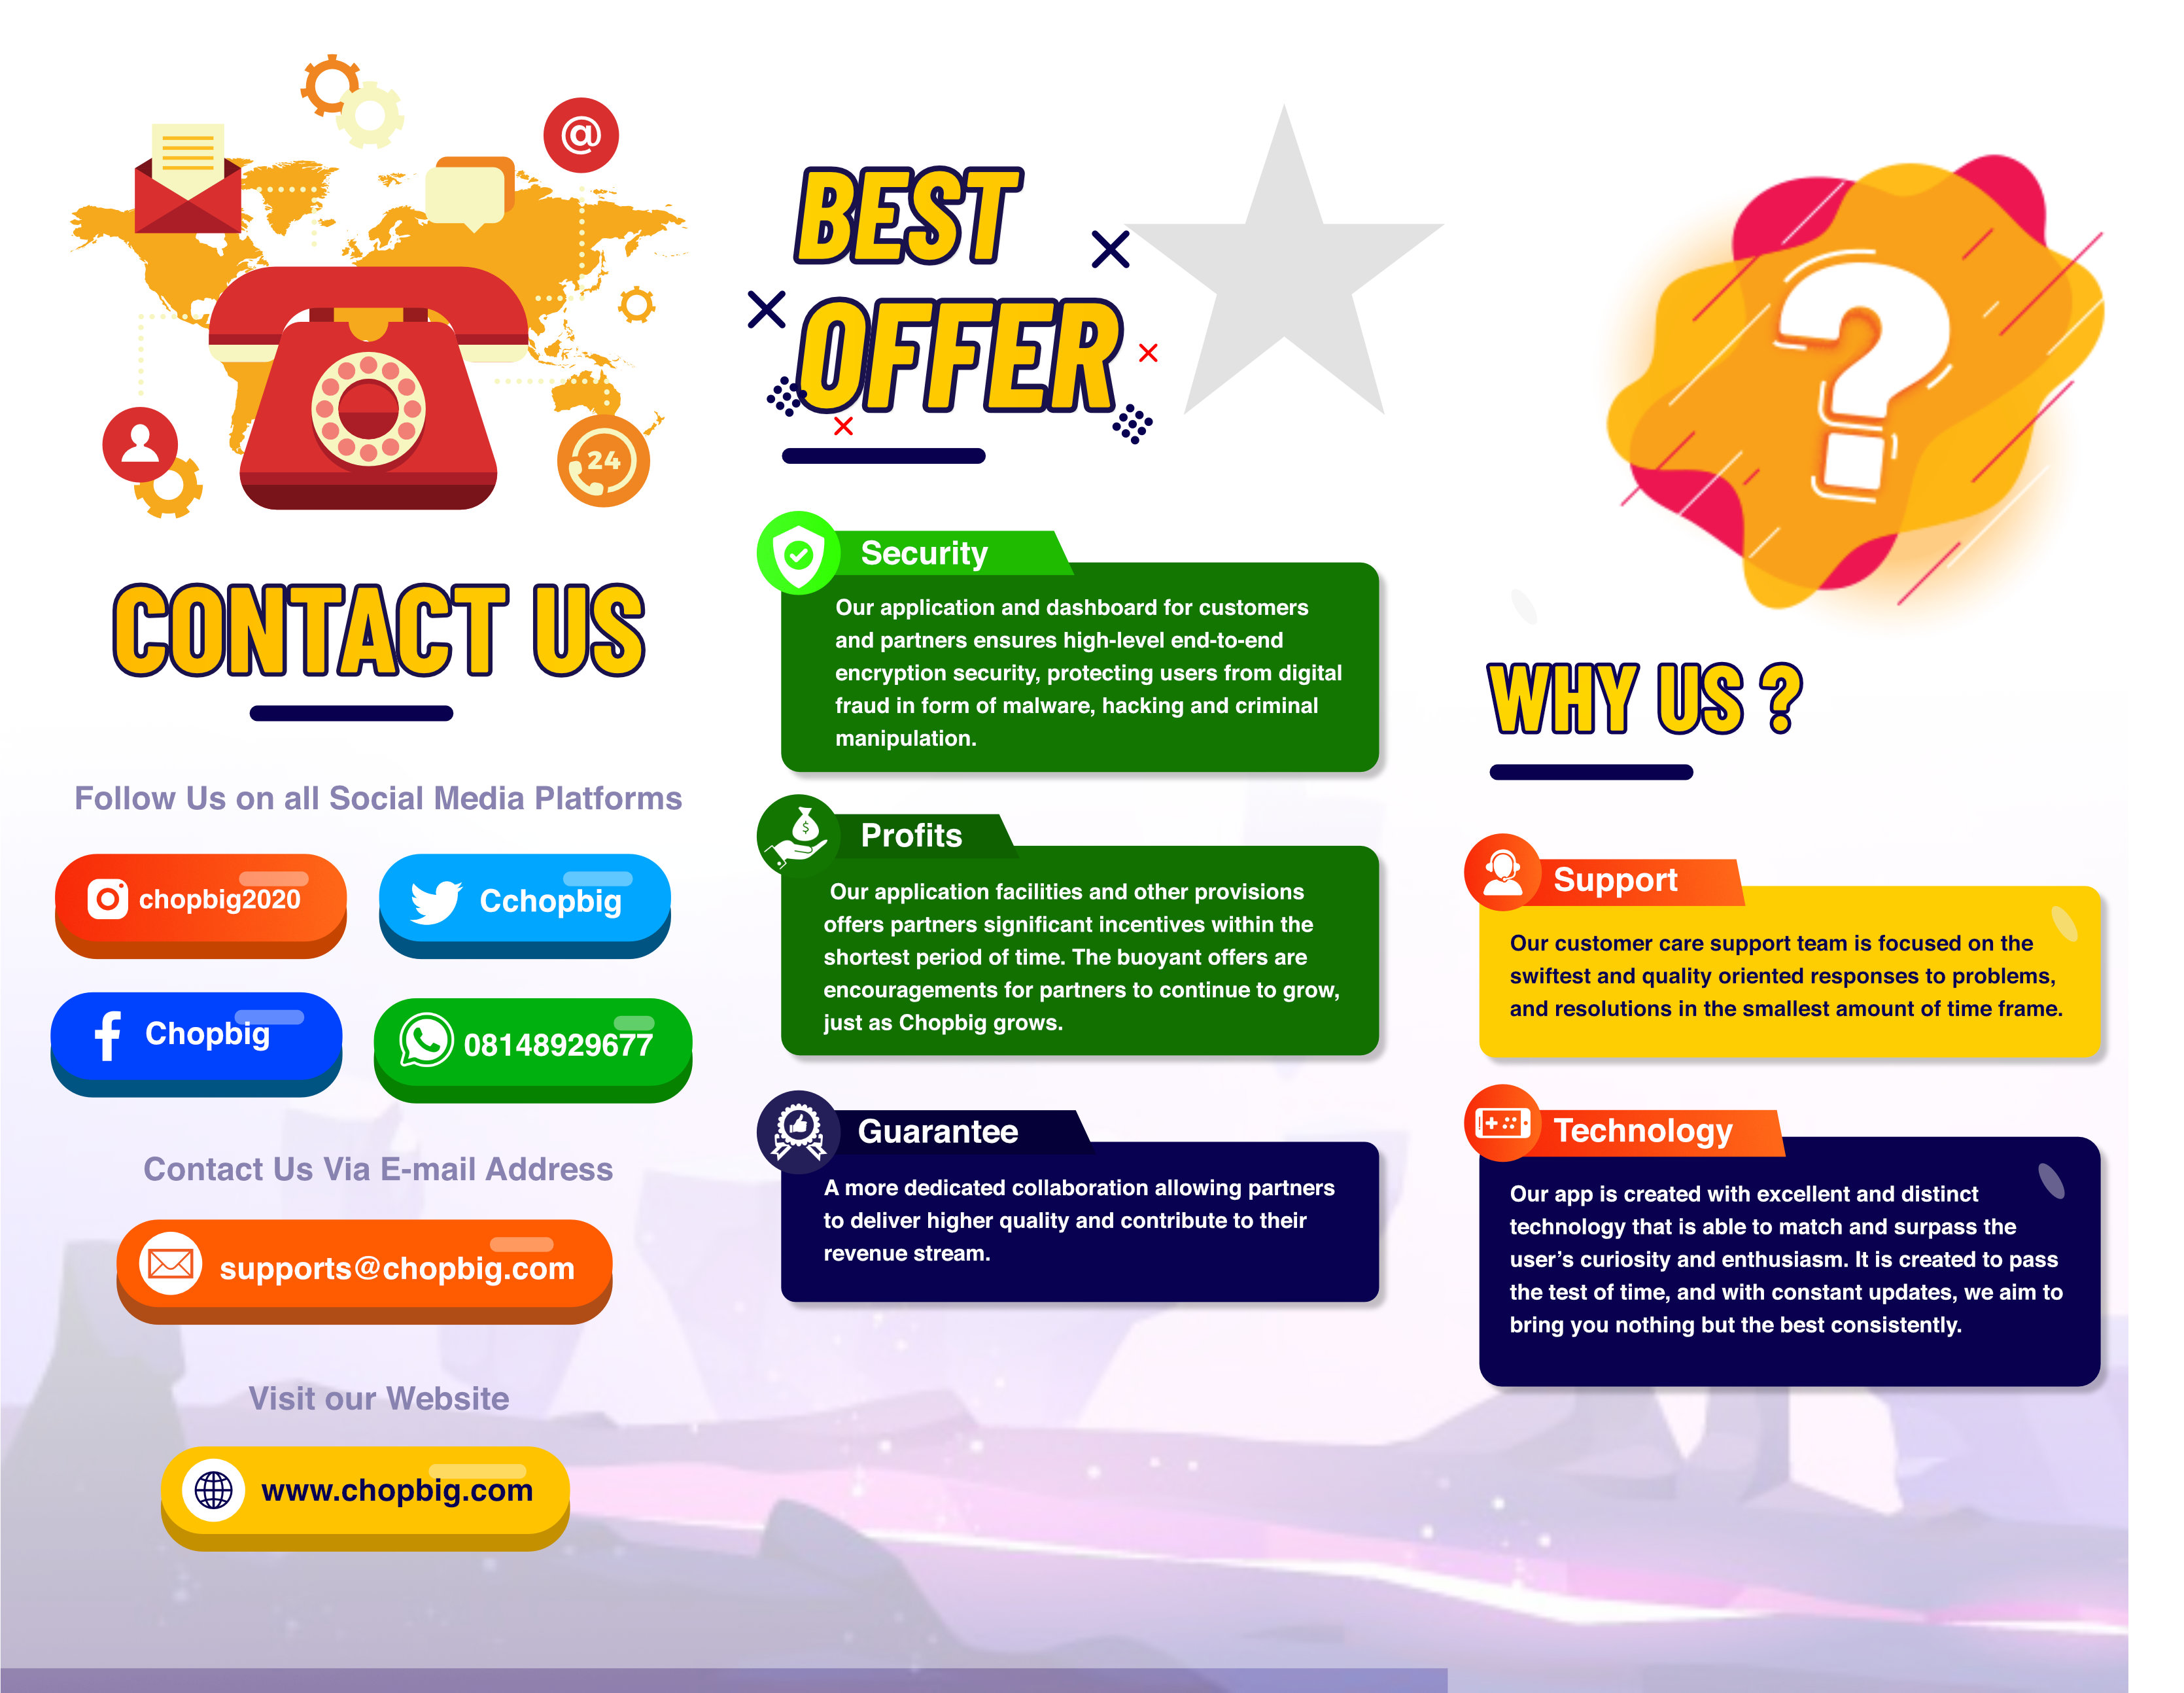 @
24
CONTACT US
Follow Us on all Social Media Platforms
chopbig2020
Cchopbig
Chopbig
08148929677
Contact Us Via E-mail Address
supports@chopbig.com
Visit our Website
www.chopbig.com
BEST
OFFER
Security
Our application and dashboard for customers
and partners ensures high-level end-to-end
encryption security, protecting users from digital
fraud in form of malware, hacking and criminal
manipulation.
$
Profits
Our application facilities and other provisions
offers partners significant incentives within the
shortest period of time. The buoyant offers are
encouragements for partners to continue to grow,
just as Chopbig grows.
Guarantee
A more dedicated collaboration allowing partners
to deliver higher quality and contribute to their
revenue stream.
?
WHY US ?
Support
Our customer care support team is focused on the
swiftest and quality oriented responses to problems,
and resolutions in the smallest amount of time frame.
Technology
Our app is created with excellent and distinct
technology that is able to match and surpass the
user’s curiosity and enthusiasm. It is created to pass
the test of time, and with constant updates, we aim to
bring you nothing but the best consistently.